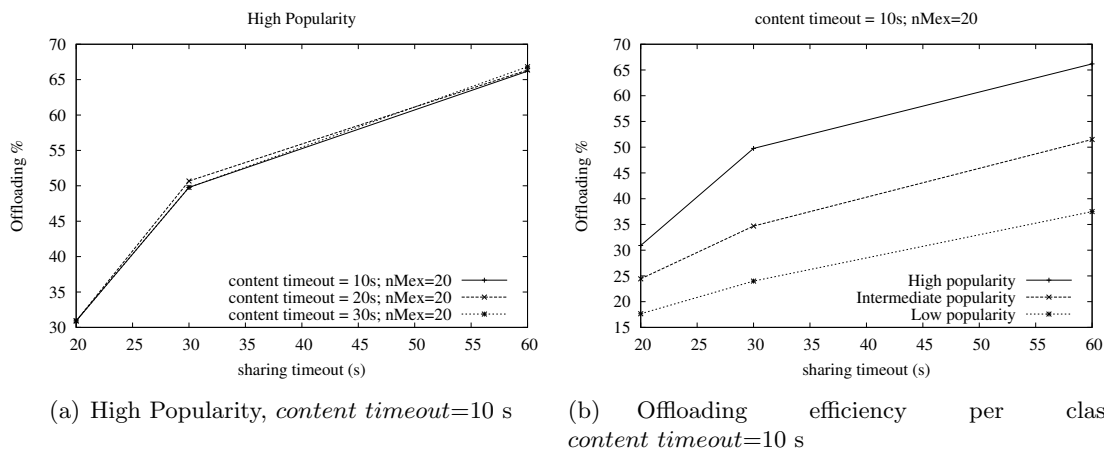 High Popularity
70
65
60
55
50
45
40
35
30
Offloading %
content timeout = 10s; nMex=20
content timeout = 20s; nMex=20
content timeout = 30s; nMex=20
20 25 30 35 40 45 50 55 60
sharing timeout (s)
(a) High Popularity, content timeout=10 s
content timeout = 10s; nMex=20
70
65
60
55
50
45
40
35
30
25
20
15
Offloading %
High popularity
Intermediate popularity
Low popularity
20 25 30 35 40 45 50 55 60
sharing timeout (s)
(b) Offloading efficiency per clas
content timeout=10 s